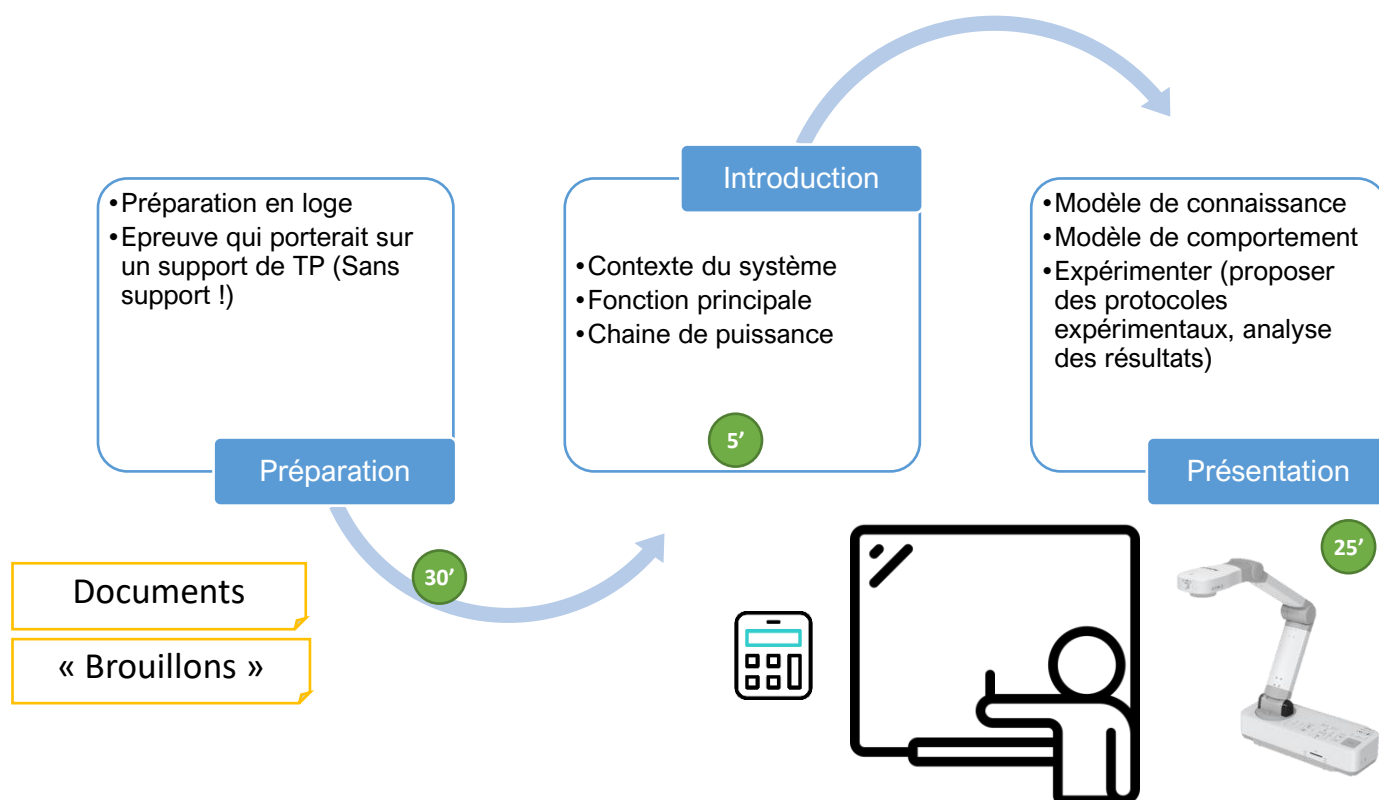 •Préparation en loge
•Epreuve qui porterait sur
un support de TP (Sans
support !)
Préparation
30’
Documents
« Brouillons »
Introduction
•Contexte du système
•Fonction principale
•Chaine de puissance
5’
•Modèle de connaissance
•Modèle de comportement
•Expérimenter (proposer
des protocoles
expérimentaux, analyse
des résultats)
Présentation
25’